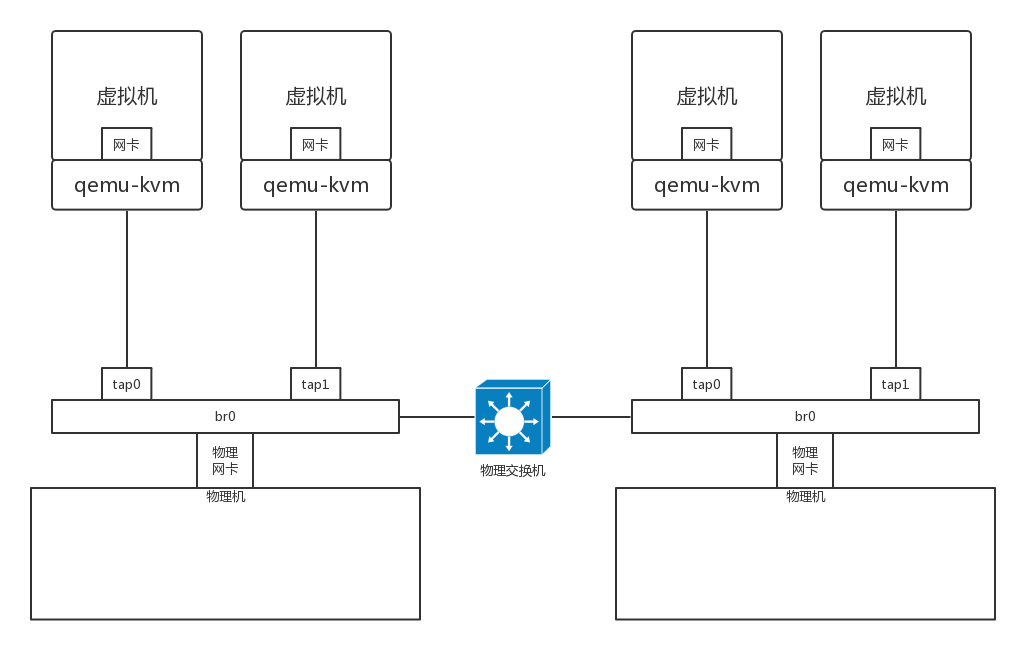 虚拟机
虚拟机
虚拟机
虚拟机
网卡
网卡
网卡
网卡
qemu-kvm
qemu-kvm
qemu-kvm
qemu-kvm
tap0
tap1
tap0
tap1
br0
br0
物理
网卡
物理交换机
物理
网卡
物理机
物理机